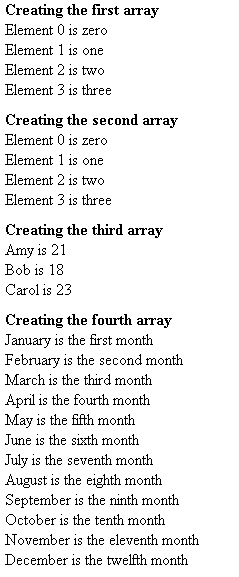 Creating the first array
Element 0 is zero
Element 1 is one
Element 2 is two
Element 3 is three
Creating the second array
Element 0 is zero
Element 1 is one
Element 2 is two
Element 3 is three
Creating the third array
Amy is 21
Bob is 18
Carol is 23
Creating the fourth array
January is the first month
February is the second month
March is the third month
April is the fourth month
May is the fifth month
June is the sixth month
July is the seventh month
August is the eighth month
September is the ninth month
October is the tenth month
November is the eleventh month
December is the twelfth month